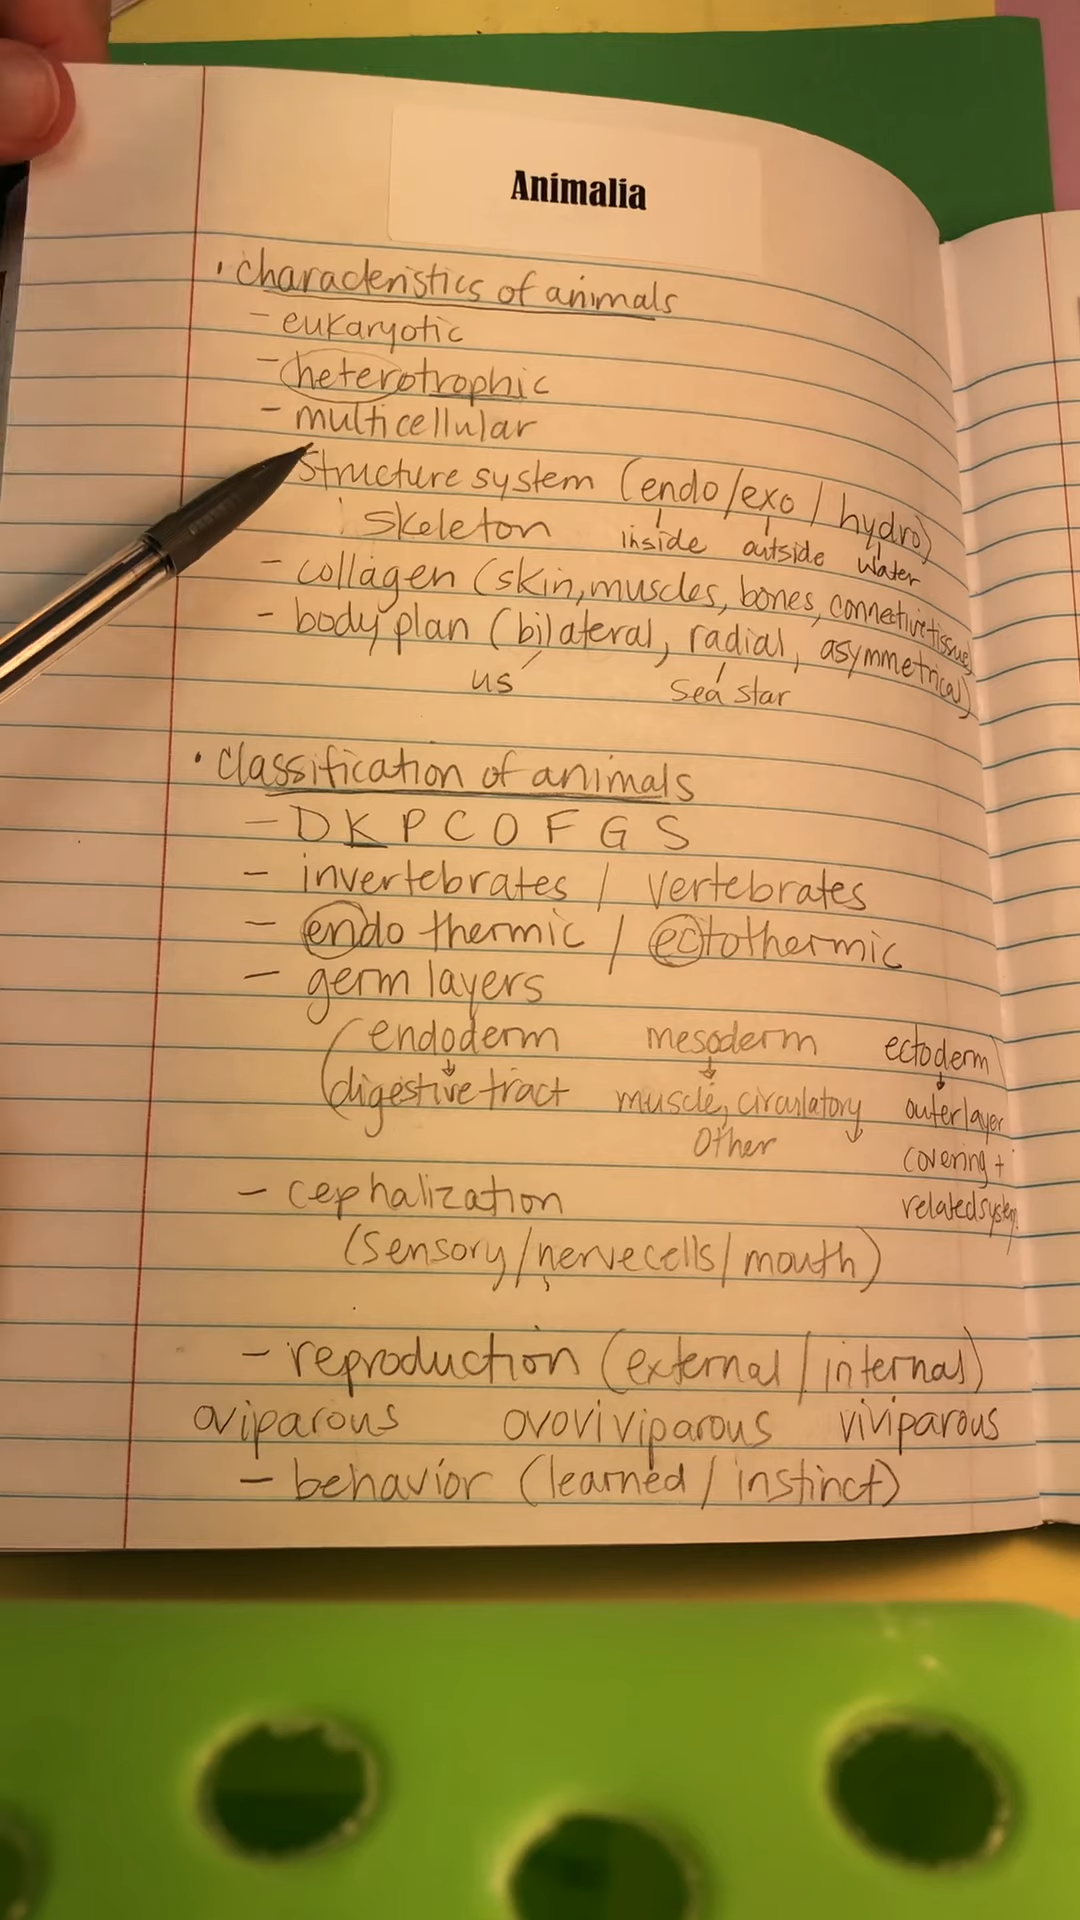 Animalia
• characteristics of animals
- eukaryotic
- heterotrophic
- multicellular
structure system (endo/exo / hydro)
skeleton inside outside water
- collagen (skin, muscles, bones, connective tissue)
- body plan (bilateral, radial, asymmetrical)
us sea star
• classification of animals
- D K P C O F G S
- invertebrates / vertebrates
- endothermic / ectothermic
- germ layers
(endoderm mesoderm ectoderm
digestive tract muscle, circulatory outer layer
other covering +
- cephalization related system
(sensory/nerve cells/mouth)
- reproduction (external / internal)
oviparous ovoviviparous viviparous
- behavior (learned / instinct)